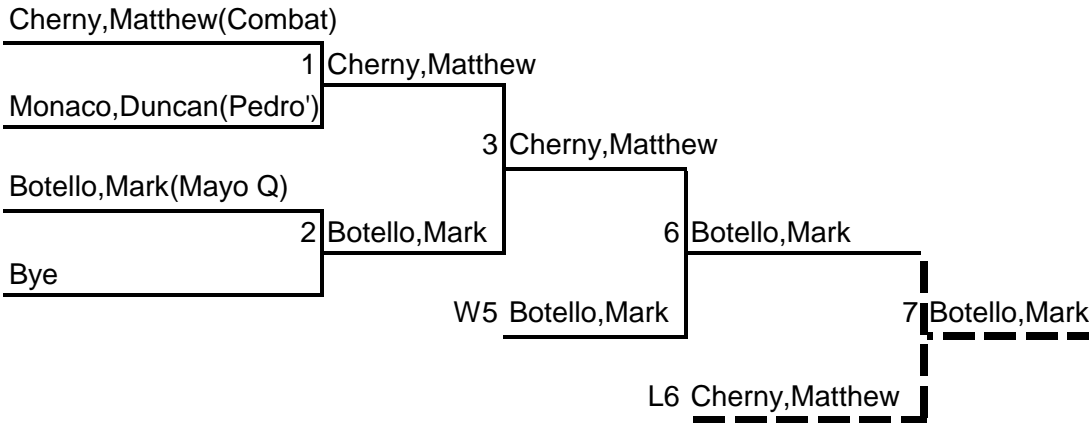 Cherny,Matthew(Combat)
1 Cherny,Matthew
Monaco,Duncan(Pedro')
3 Cherny,Matthew
Botello,Mark(Mayo Q)
2 Botello,Mark
6 Botello,Mark
Bye
W5 Botello,Mark
7 Botello,Mark
L6 Cherny,Matthew